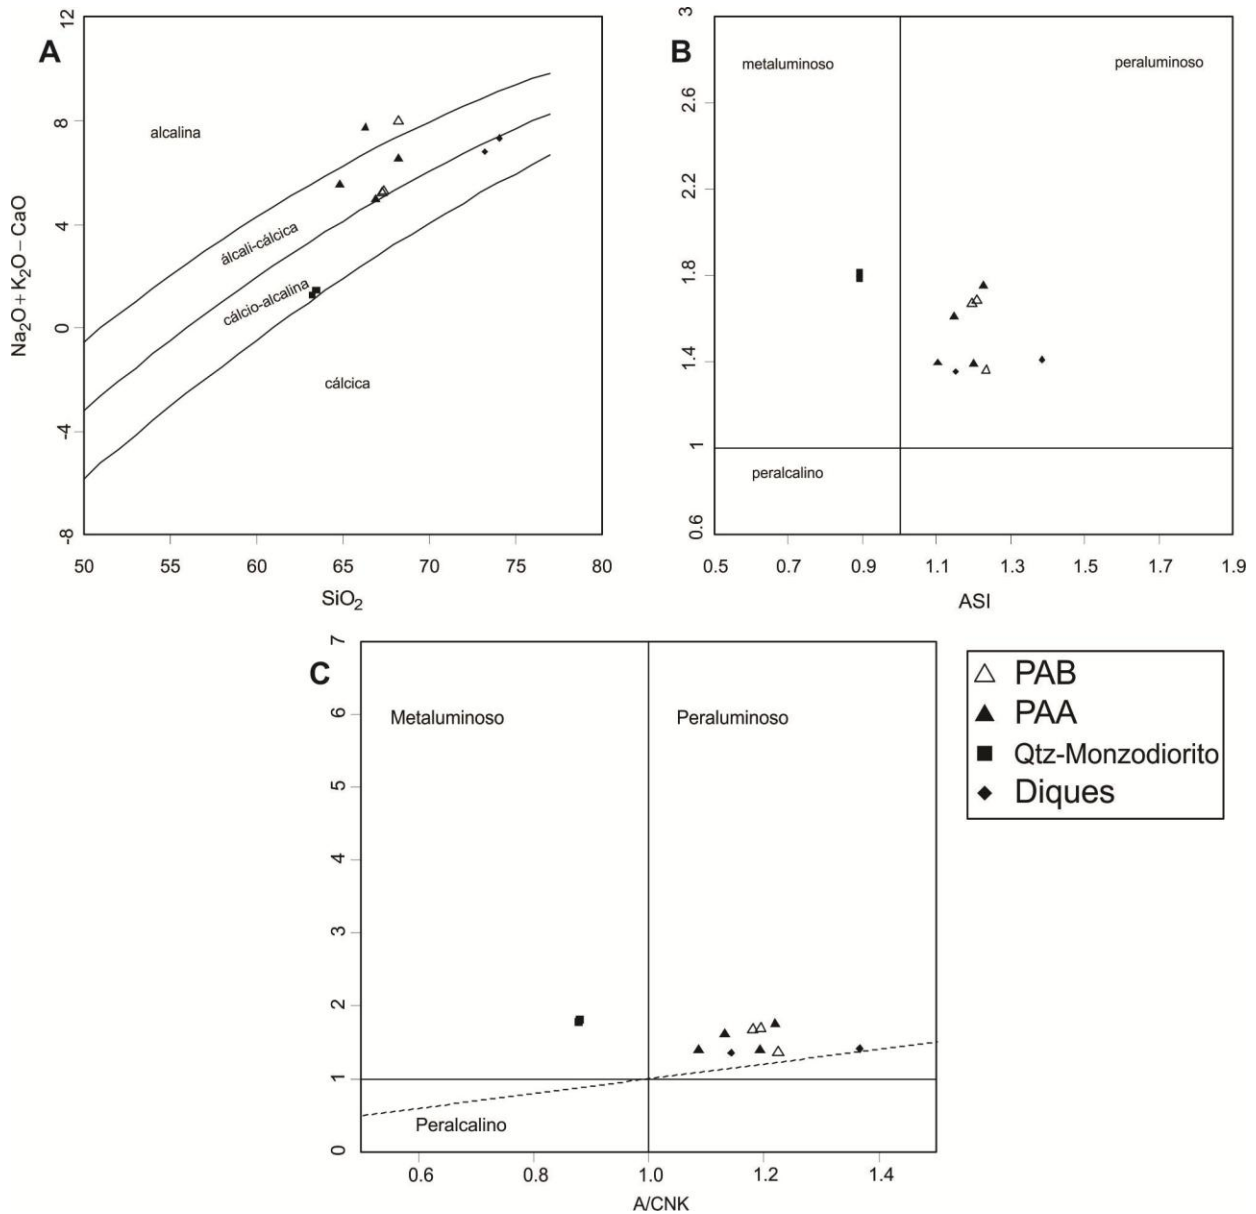 A
12
8
4
0
-4
-8
Na₂O + K₂O – CaO
alcalina
álcali-cálcica
cálcio-alcalina
cálcica
50 55 60 65 70 75 80
SiO₂
B
3
2.6
2.2
1.8
1.4
1
0.6
metaluminoso peraluminoso
peralcalino
0.5 0.7 0.9 1.1 1.3 1.5 1.7 1.9
ASI
C
7
6
5
4
3
2
1
0
Metaluminoso Peraluminoso
Peralcalino
0.6 0.8 1.0 1.2 1.4
A/CNK
PAB
PAA
Qtz-Monzodiorito
Diques